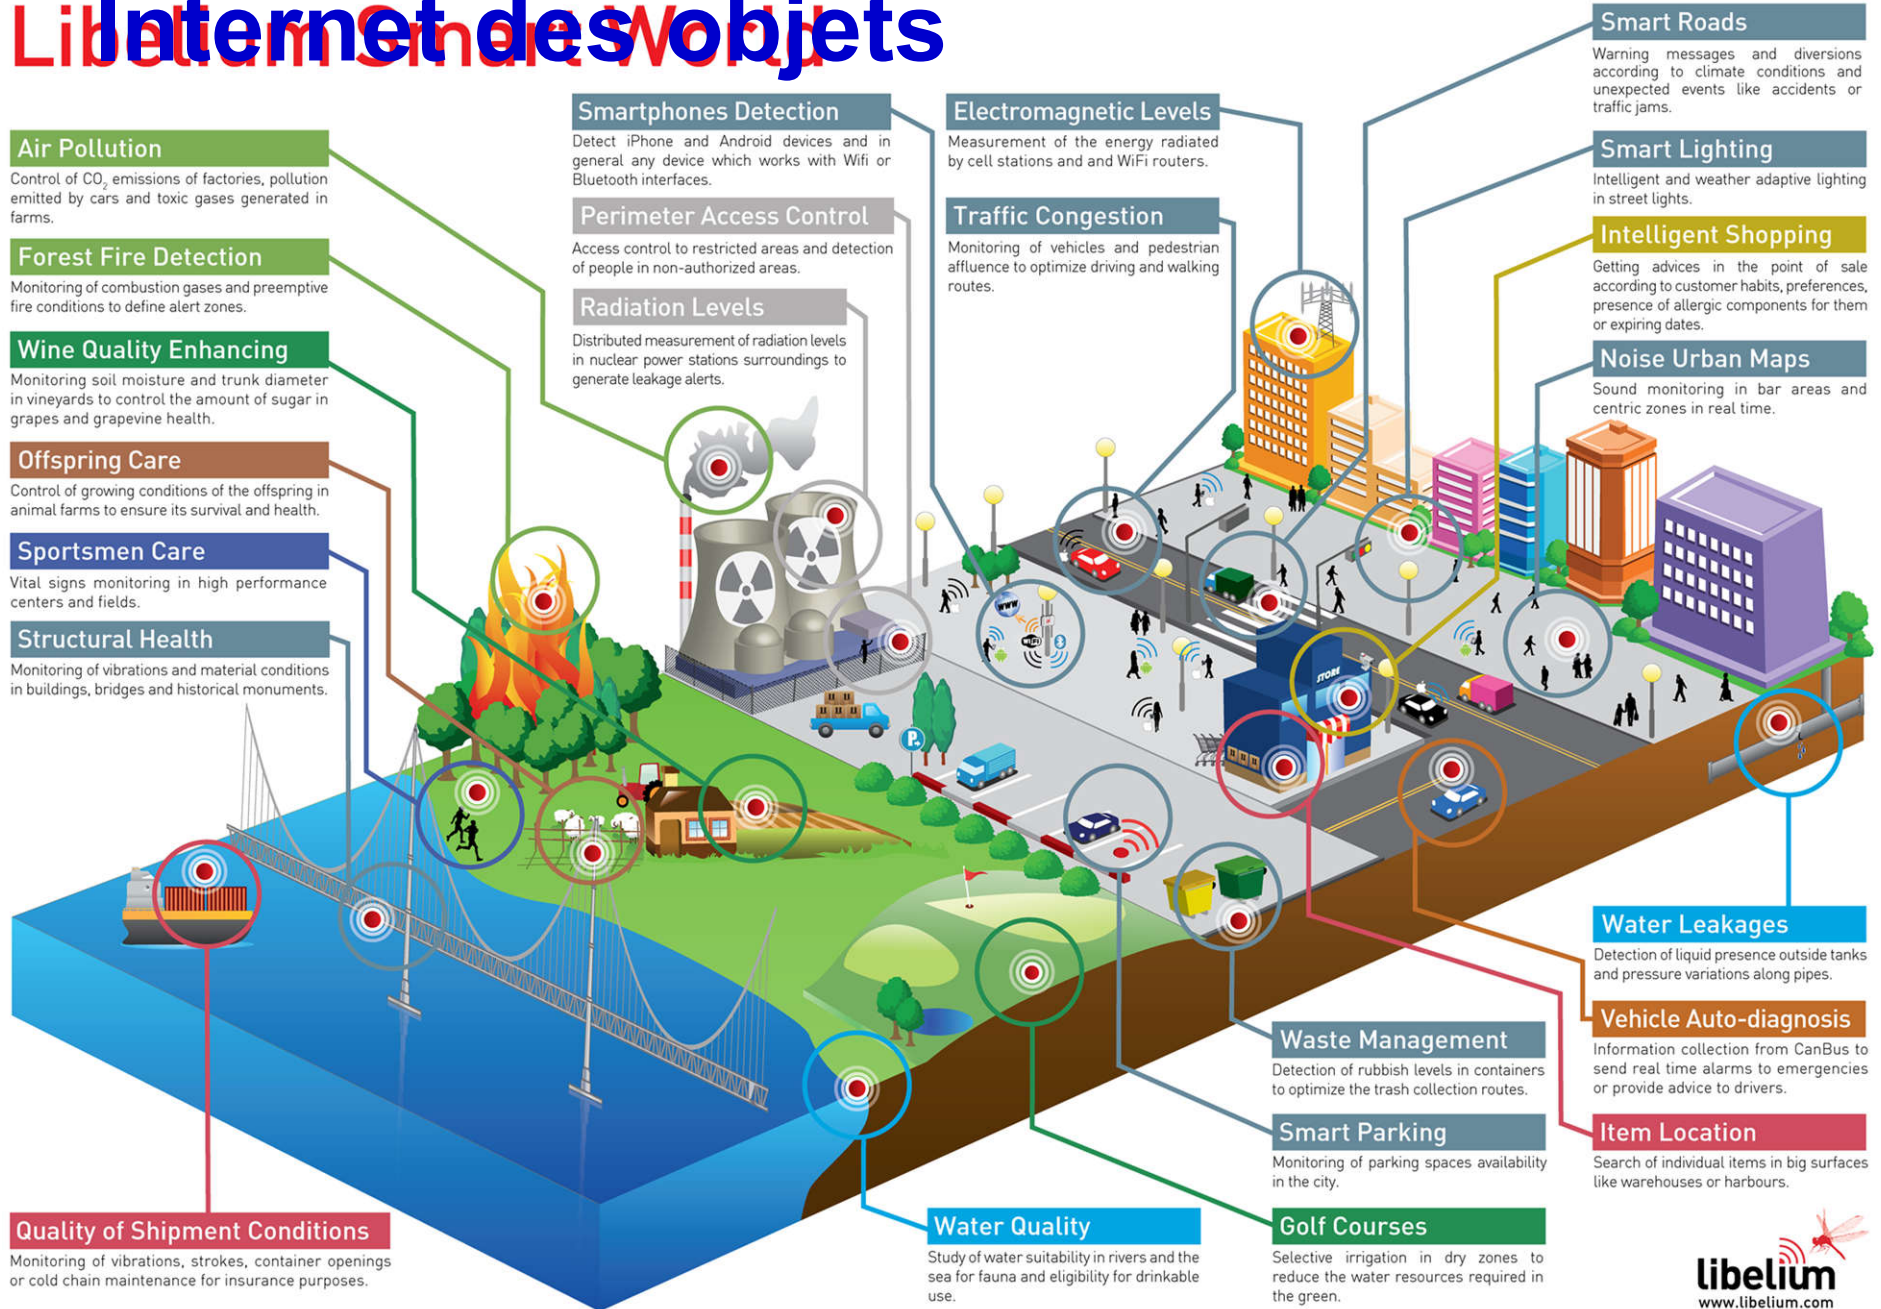 Libelium Smart World
Internet des objets
Air Pollution
Control of CO₂ emissions of factories, pollution
emitted by cars and toxic gases generated in
farms.
Forest Fire Detection
Monitoring of combustion gases and preemptive
fire conditions to define alert zones.
Wine Quality Enhancing
Monitoring soil moisture and trunk diameter
in vineyards to control the amount of sugar in
grapes and grapevine health.
Offspring Care
Control of growing conditions of the offspring in
animal farms to ensure its survival and health.
Sportsmen Care
Vital signs monitoring in high performance
centers and fields.
Structural Health
Monitoring of vibrations and material conditions
in buildings, bridges and historical monuments.
Quality of Shipment Conditions
Monitoring of vibrations, strokes, container openings
or cold chain maintenance for insurance purposes.
Smartphones Detection
Detect iPhone and Android devices and in
general any device which works with Wifi or
Bluetooth interfaces.
Perimeter Access Control
Access control to restricted areas and detection
of people in non-authorized areas.
Radiation Levels
Distributed measurement of radiation levels
in nuclear power stations surroundings to
generate leakage alerts.
Electromagnetic Levels
Measurement of the energy radiated
by cell stations and and WiFi routers.
Traffic Congestion
Monitoring of vehicles and pedestrian
affluence to optimize driving and walking
routes.
Smart Roads
Warning messages and diversions
according to climate conditions and
unexpected events like accidents or
traffic jams.
Smart Lighting
Intelligent and weather adaptive lighting
in street lights.
Intelligent Shopping
Getting advices in the point of sale
according to customer habits, preferences,
presence of allergic components for them
or expiring dates.
Noise Urban Maps
Sound monitoring in bar areas and
centric zones in real time.
www
WiFi
STORE
P
Water Leakages
Detection of liquid presence outside tanks
and pressure variations along pipes.
Vehicle Auto-diagnosis
Information collection from CanBus to
send real time alarms to emergencies
or provide advice to drivers.
Item Location
Search of individual items in big surfaces
like warehouses or harbours.
Waste Management
Detection of rubbish levels in containers
to optimize the trash collection routes.
Smart Parking
Monitoring of parking spaces availability
in the city.
Golf Courses
Selective irrigation in dry zones to
reduce the water resources required in
the green.
Water Quality
Study of water suitability in rivers and the
sea for fauna and eligibility for drinkable
use.
libelium
www.libelium.com